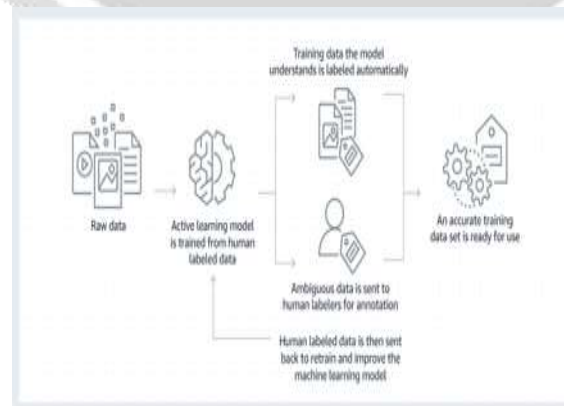 Training data the model
understands is labeled automatically
Raw data
Active learning model
is trained from human
labeled data
An accurate training
data set is ready for use
Ambiguous data is sent to
human labelers for annotation
Human labeled data is then sent
back to retrain and improve the
machine learning model